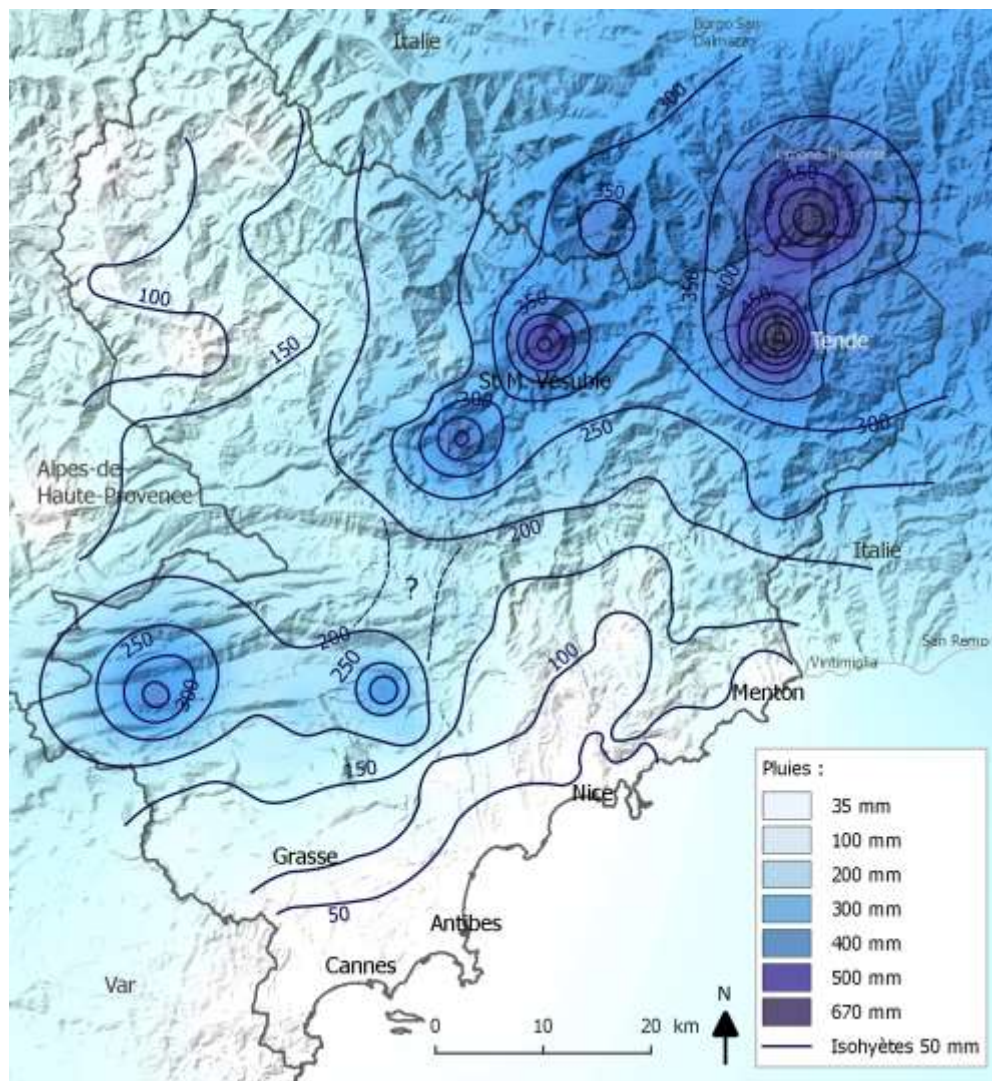 Borgo San
Dalmazzo
Italie
300
350
450
100
350
400
350
450
Tende
150
St M. Vésubie
300
300
250
Alpes-de-
Haute-Provence
200
Italie
?
200
250
250
100
300
San Remo
Vintimiglia
Menton
150
Pluies :
Nice
35 mm
100 mm
Grasse
200 mm
50
300 mm
Antibes
400 mm
Cannes
500 mm
Var
N
670 mm
0 10 20 km
Isohyètes 50 mm